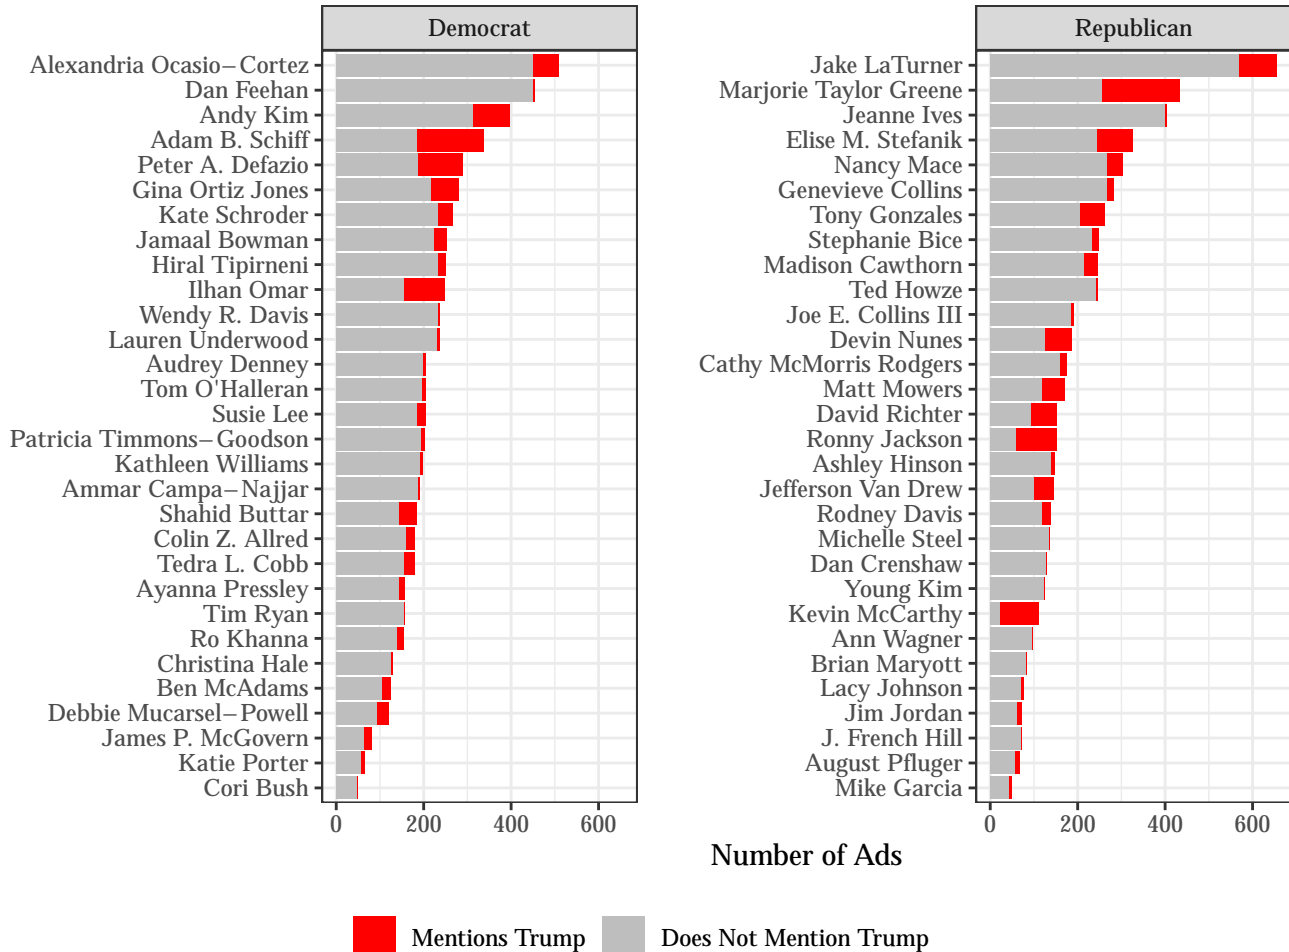 Democrat
Alexandria Ocasio−Cortez
Dan Feehan
Andy Kim
Adam B. Schiff
Peter A. Defazio
Gina Ortiz Jones
Kate Schroder
Jamaal Bowman
Hiral Tipirneni
Ilhan Omar
Wendy R. Davis
Lauren Underwood
Audrey Denney
Tom O'Halleran
Susie Lee
Patricia Timmons−Goodson
Kathleen Williams
Ammar Campa−Najjar
Shahid Buttar
Colin Z. Allred
Tedra L. Cobb
Ayanna Pressley
Tim Ryan
Ro Khanna
Christina Hale
Ben McAdams
Debbie Mucarsel−Powell
James P. McGovern
Katie Porter
Cori Bush
0 200 400 600
Republican
Jake LaTurner
Marjorie Taylor Greene
Jeanne Ives
Elise M. Stefanik
Nancy Mace
Genevieve Collins
Tony Gonzales
Stephanie Bice
Madison Cawthorn
Ted Howze
Joe E. Collins III
Devin Nunes
Cathy McMorris Rodgers
Matt Mowers
David Richter
Ronny Jackson
Ashley Hinson
Jefferson Van Drew
Rodney Davis
Michelle Steel
Dan Crenshaw
Young Kim
Kevin McCarthy
Ann Wagner
Brian Maryott
Lacy Johnson
Jim Jordan
J. French Hill
August Pfluger
Mike Garcia
0 200 400 600
Number of Ads
Mentions Trump Does Not Mention Trump